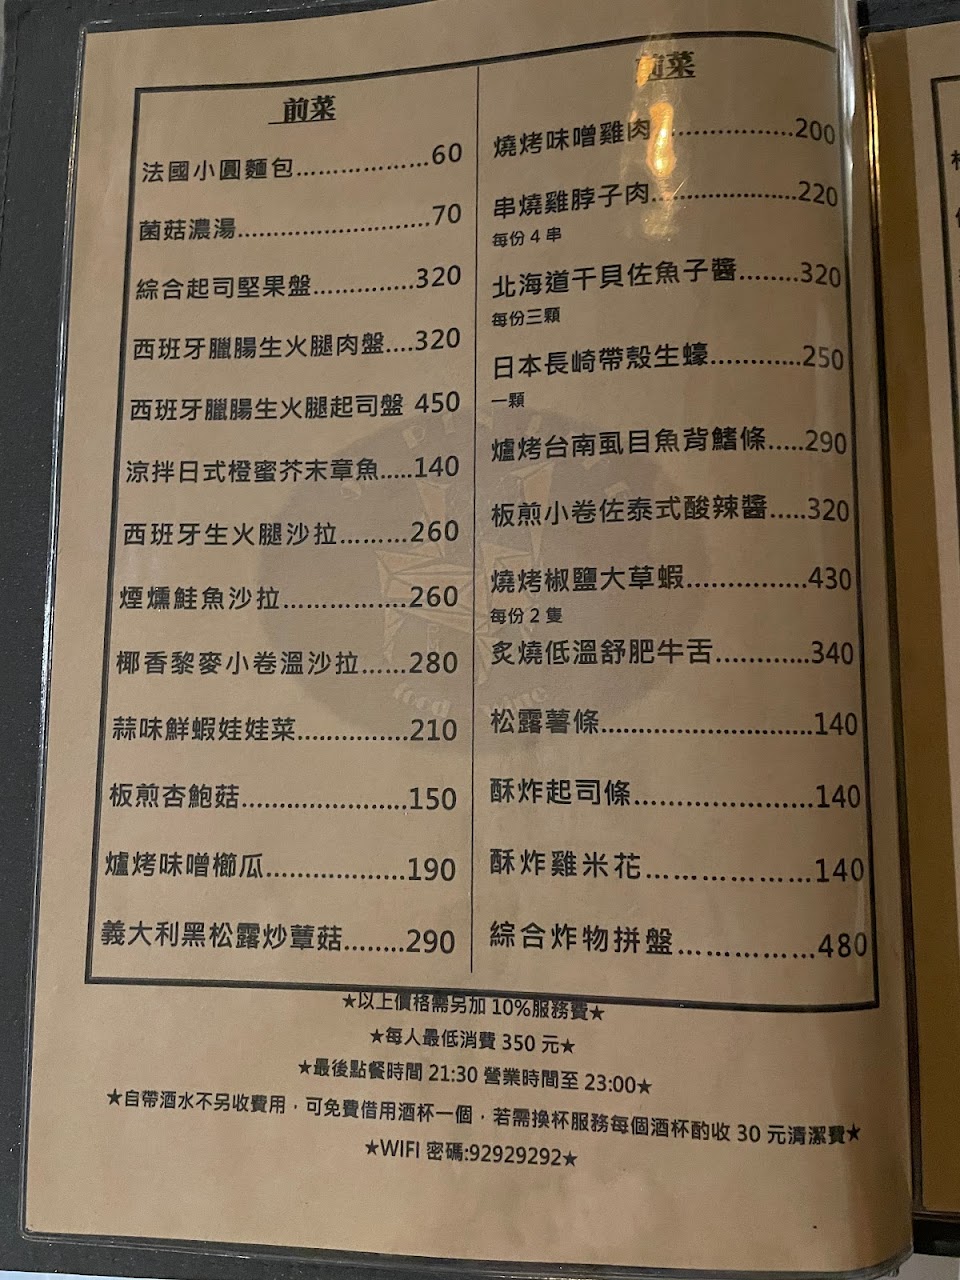 前菜
法國小圓麵包..................60
菌菇濃湯.........................70
綜合起司堅果盤...............320
西班牙臘腸生火腿肉盤....320
西班牙臘腸生火腿起司盤 450
涼拌日式橙蜜芥末章魚.....140
西班牙生火腿沙拉.........260
煙燻鮭魚沙拉................260
椰香黎麥小卷溫沙拉......280
蒜味鮮蝦娃娃菜...............210
板煎杏鮑菇........................150
爐烤味噌櫛瓜...................190
義大利黑松露炒蕈菇........290
前菜
燒烤味噌雞肉..................200
串燒雞脖子肉.....................220
每份 4 串
北海道干貝佐魚子醬........320
每份三顆
日本長崎帶殼生蠔............250
一顆
爐烤台南虱目魚背鰭條.....290
板煎小卷佐泰式酸辣醬.....320
燒烤椒鹽大草蝦...............430
每份 2 隻
炙燒低溫舒肥牛舌............340
松露薯條..............................140
酥炸起司條.........................140
酥炸雞米花..................140
綜合炸物拼盤...............480
★以上價格需另加 10%服務費★
★每人最低消費 350 元★
★最後點餐時間 21:30 營業時間至 23:00★
★自帶酒水不另收費用，可免費借用酒杯一個，若需換杯服務每個酒杯酌收 30 元清潔費★
★WIFI 密碼:92929292★